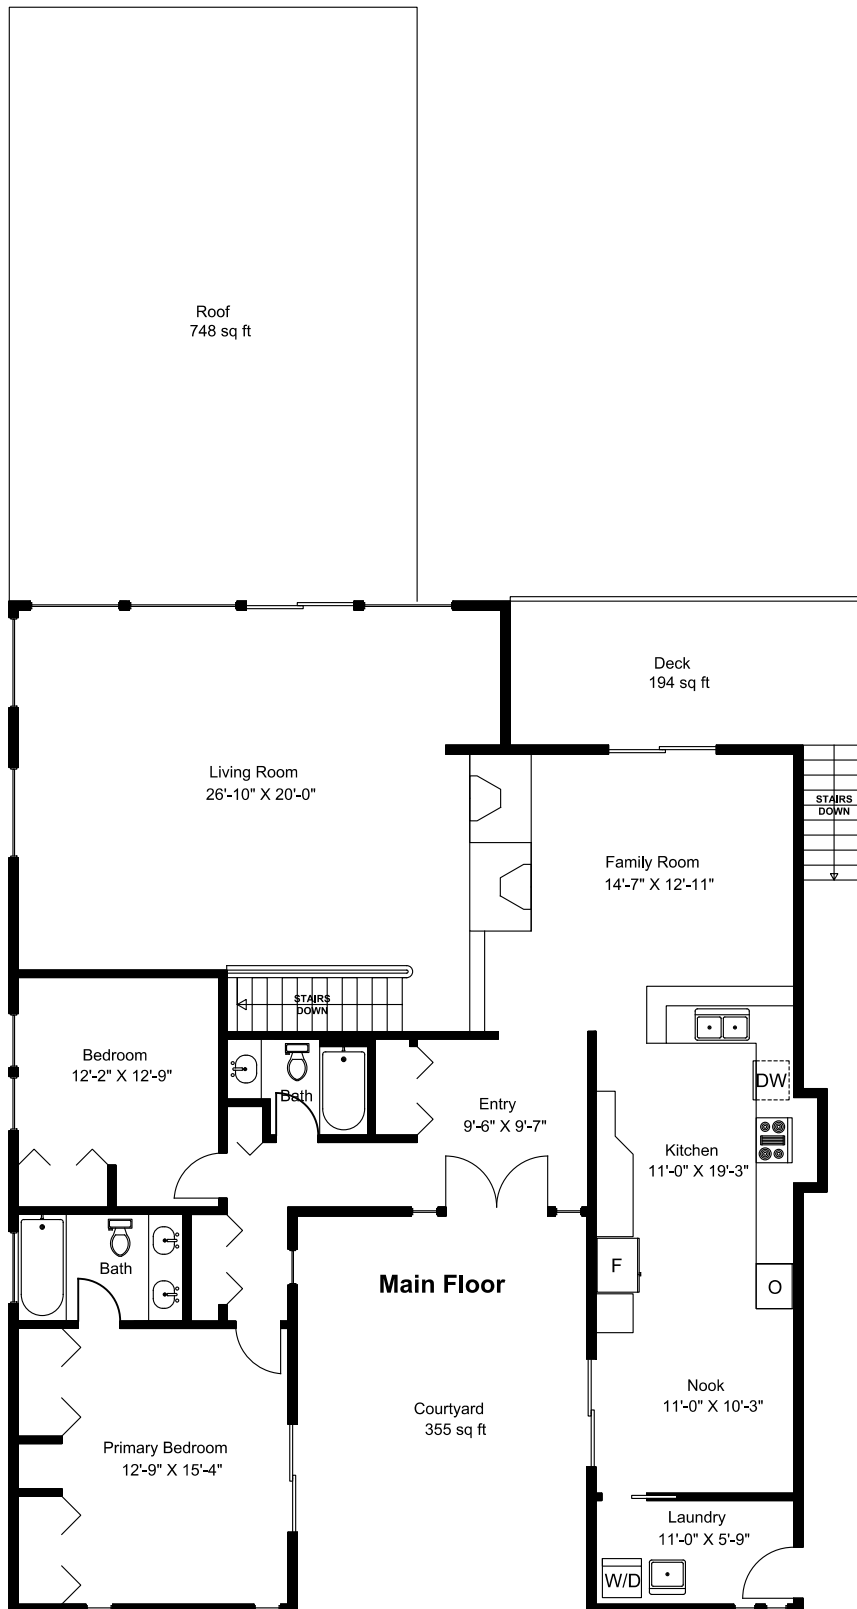 Roof
748 sq ft
Deck
194 sq ft
Living Room
26'-10" X 20'-0"
STAIRS
DOWN
Family Room
14'-7" X 12'-11"
STAIRS
DOWN
Bedroom
12'-2" X 12'-9"
Bath
Entry
9'-6" X 9'-7"
DW
Kitchen
11'-0" X 19'-3"
Bath
Main Floor
F
O
Nook
11'-0" X 10'-3"
Courtyard
355 sq ft
Primary Bedroom
12'-9" X 15'-4"
Laundry
11'-0" X 5'-9"
W/D